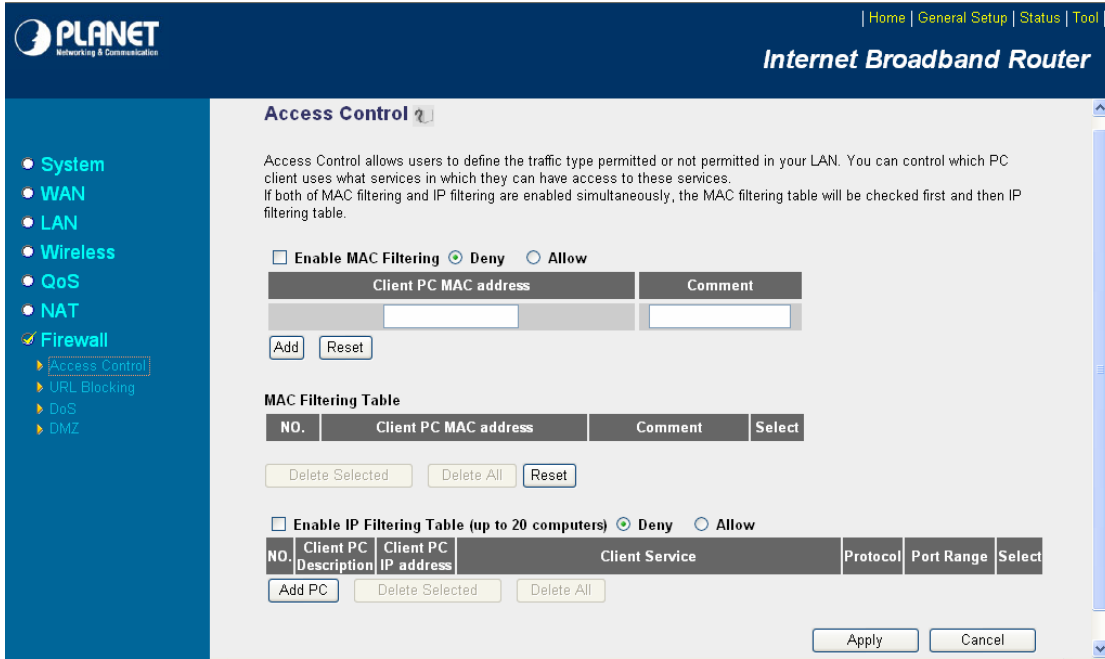 PLANET
Networking & Communication
| Home | General Setup | Status | Tool |
Internet Broadband Router
System
WAN
LAN
Wireless
QoS
NAT
Firewall
Access Control
URL Blocking
DoS
DMZ
Access Control
Access Control allows users to define the traffic type permitted or not permitted in your LAN. You can control which PC
client uses what services in which they can have access to these services.
If both of MAC filtering and IP filtering are enabled simultaneously, the MAC filtering table will be checked first and then IP
filtering table.
Enable MAC Filtering Deny Allow
Client PC MAC address Comment
Add Reset
MAC Filtering Table
NO. Client PC MAC address Comment Select
Delete Selected Delete All Reset
Enable IP Filtering Table (up to 20 computers) Deny Allow
NO. Client PC Description Client PC IP address Client Service Protocol Port Range Select
Add PC Delete Selected Delete All
Apply Cancel